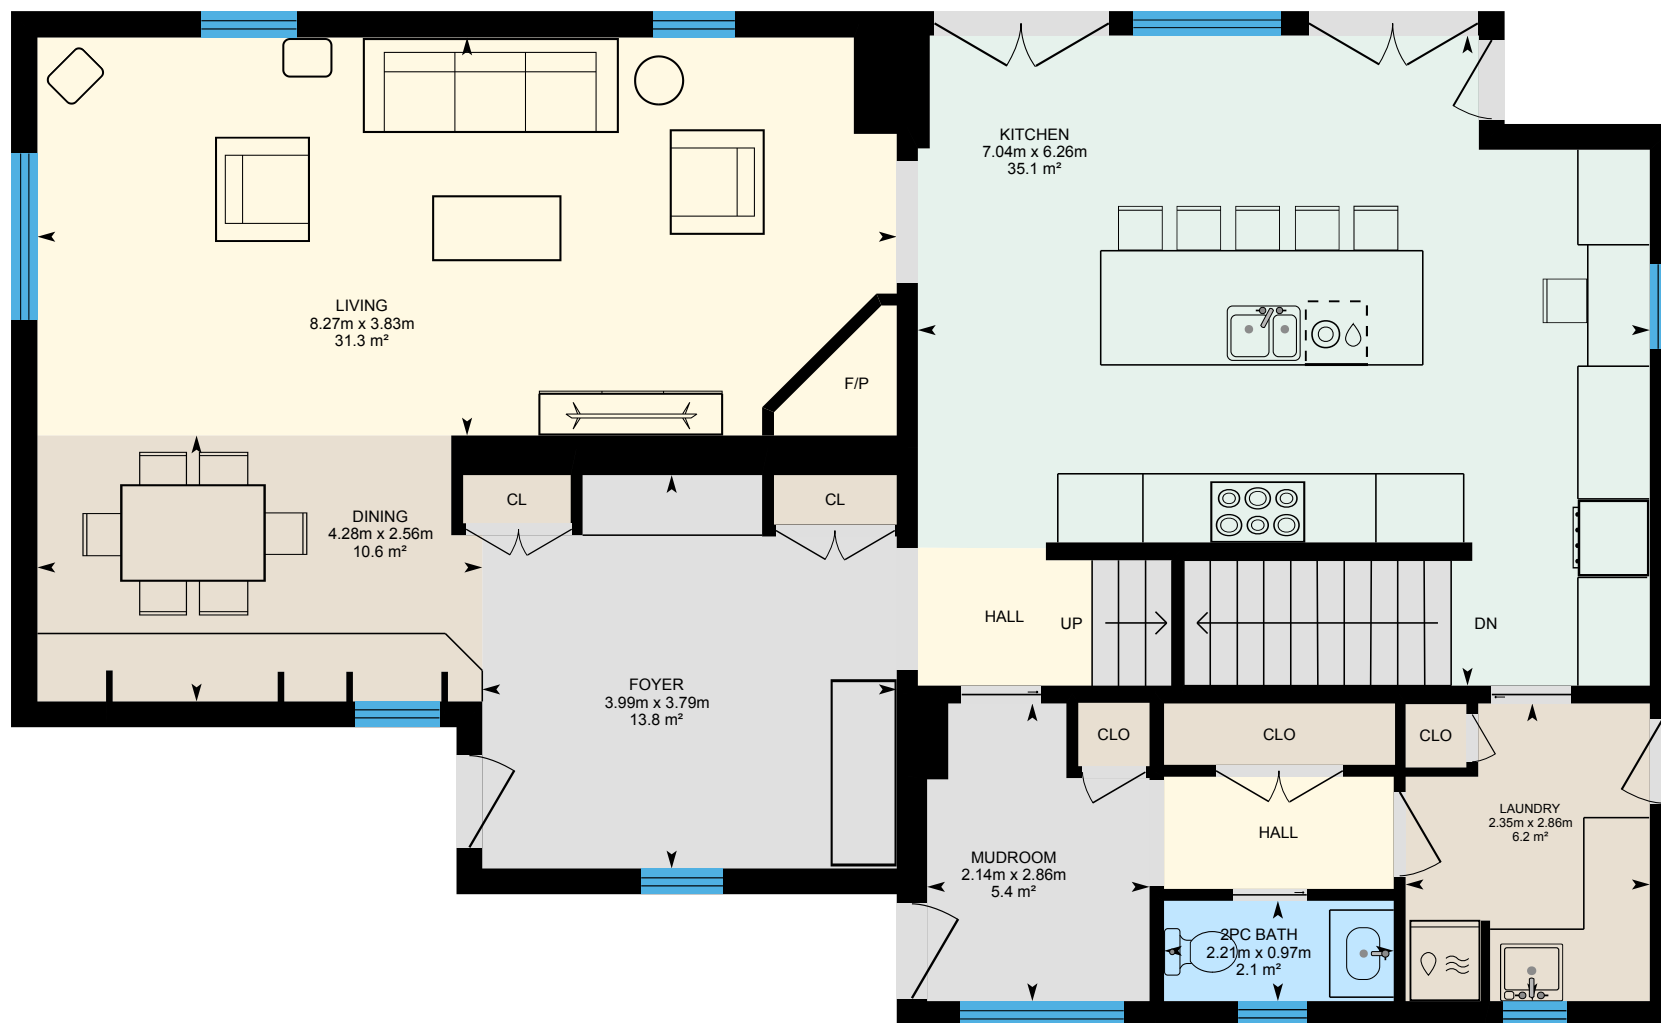 KITCHEN
7.04m x 6.26m
35.1 m²
LIVING
8.27m x 3.83m
31.3 m²
F/P
CL
CL
DINING
4.28m x 2.56m
10.6 m²
HALL
UP
DN
FOYER
3.99m x 3.79m
13.8 m²
CLO
CLO
CLO
LAUNDRY
2.35m x 2.86m
6.2 m²
HALL
MUDROOM
2.14m x 2.86m
5.4 m²
2PC BATH
2.21m x 0.97m
2.1 m²